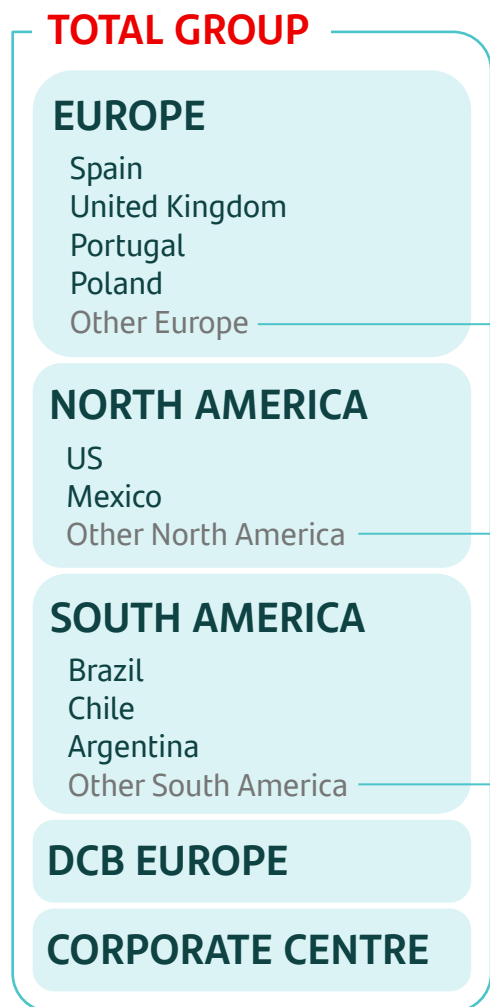 TOTAL GROUP
EUROPE
Spain
United Kingdom
Portugal
Poland
Other Europe
NORTH AMERICA
US
Mexico
Other North America
SOUTH AMERICA
Brazil
Chile
Argentina
Other South America
DCB EUROPE
CORPORATE CENTRE